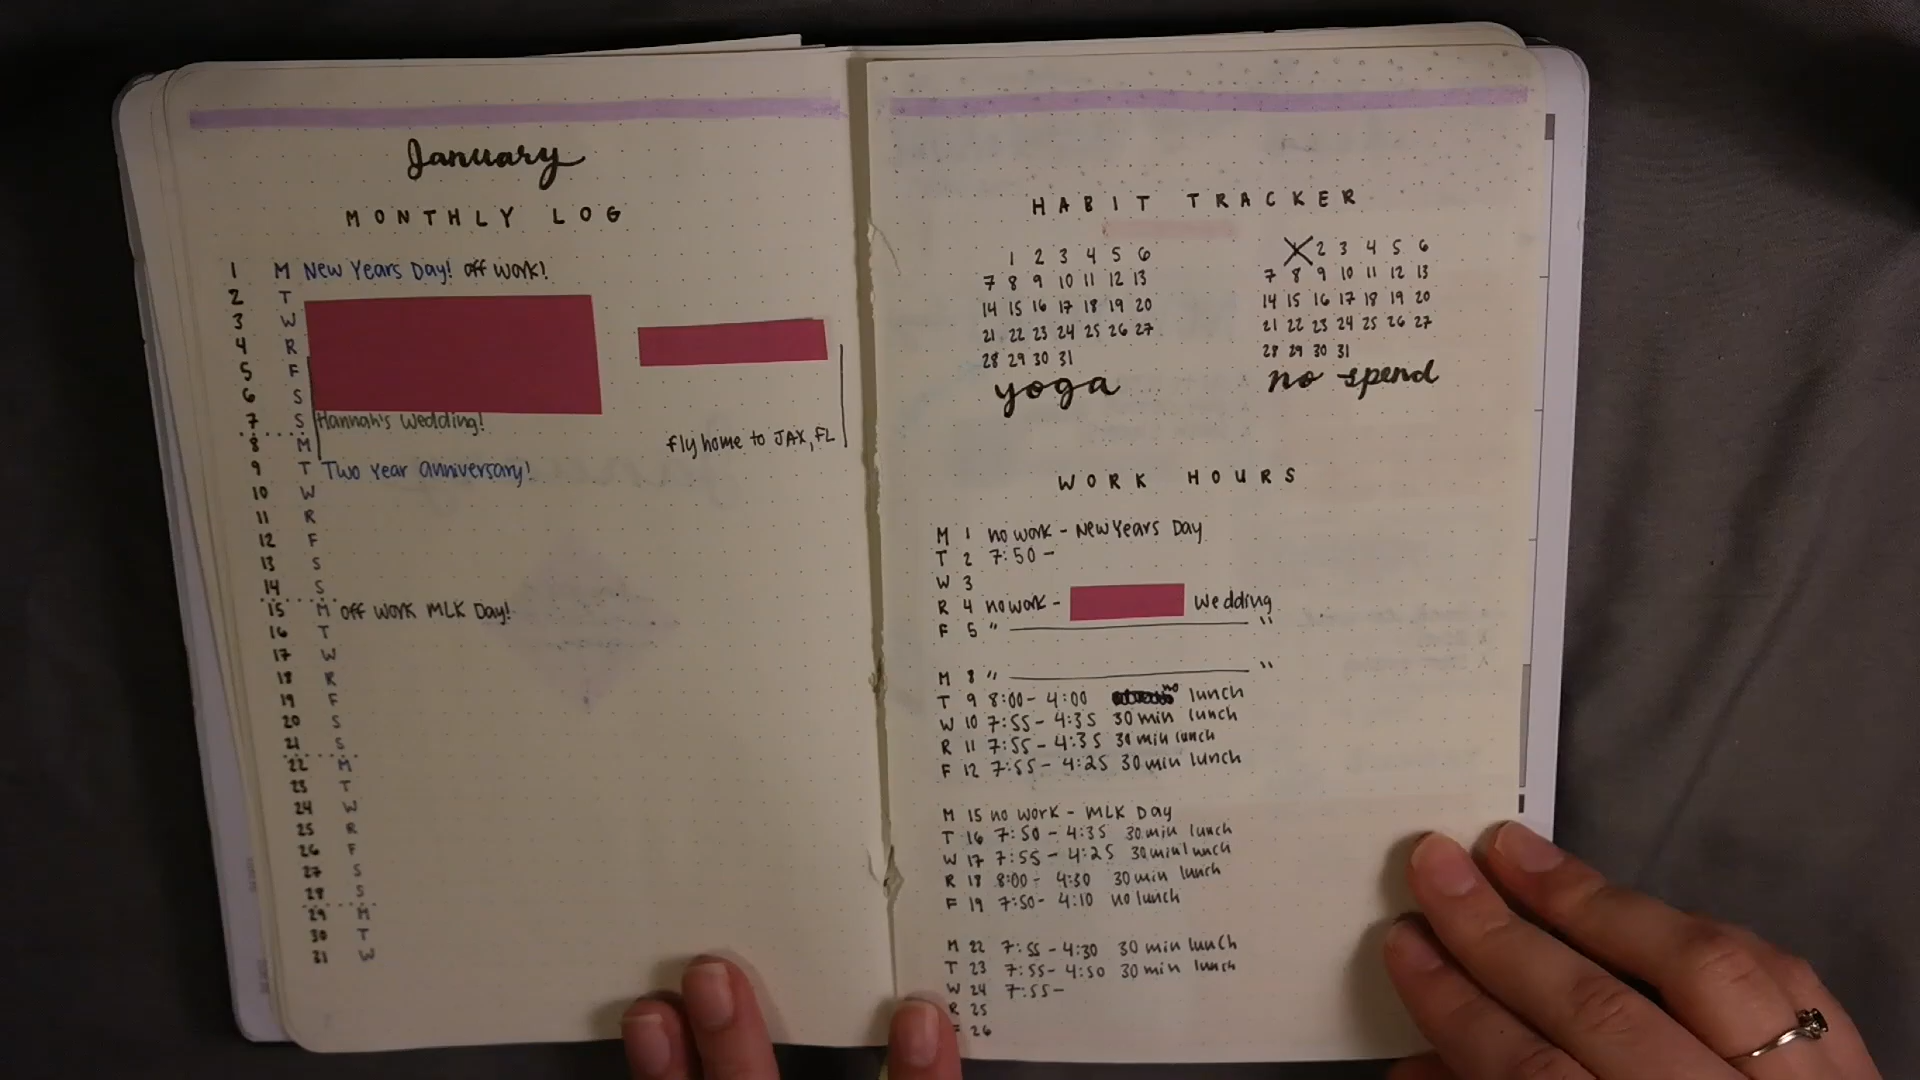 January
MONTHLY LOG
1 M New Years Day! off work!
2 T
3 W
4 R
5 F
6 S
7 S Hannah's Wedding!
8 M fly home to JAX, FL
9 T Two Year anniversary!
10 W
11 R
12 F
13 S
14 S
15 M off work MLK Day!
16 T
17 W
18 R
19 F
20 S
21 S
22 M
23 T
24 W
25 R
26 F
27 S
28 S
29 M
30 T
31 W
HABIT TRACKER
1 2 3 4 5 6
7 8 9 10 11 12 13
14 15 16 17 18 19 20
21 22 23 24 25 26 27
28 29 30 31
yoga
1 2 3 4 5 6
7 8 9 10 11 12 13
14 15 16 17 18 19 20
21 22 23 24 25 26 27
28 29 30 31
no spend
WORK HOURS
M 1 no work - New Years Day
T 2 7:50 -
W 3
R 4 no work - Wedding
F 5 " "
M 8 " "
T 9 8:00 - 4:00 no lunch
W 10 7:55 - 4:35 30 min lunch
R 11 7:55 - 4:35 30 min lunch
F 12 7:55 - 4:25 30 min lunch
M 15 no work - MLK Day
T 16 7:50 - 4:35 30 min lunch
W 17 7:55 - 4:25 30 min lunch
R 18 8:00 - 4:30 30 min lunch
F 19 7:50 - 4:10 no lunch
M 22 7:55 - 4:30 30 min lunch
T 23 7:55 - 4:50 30 min lunch
W 24 7:55 -
R 25
F 26